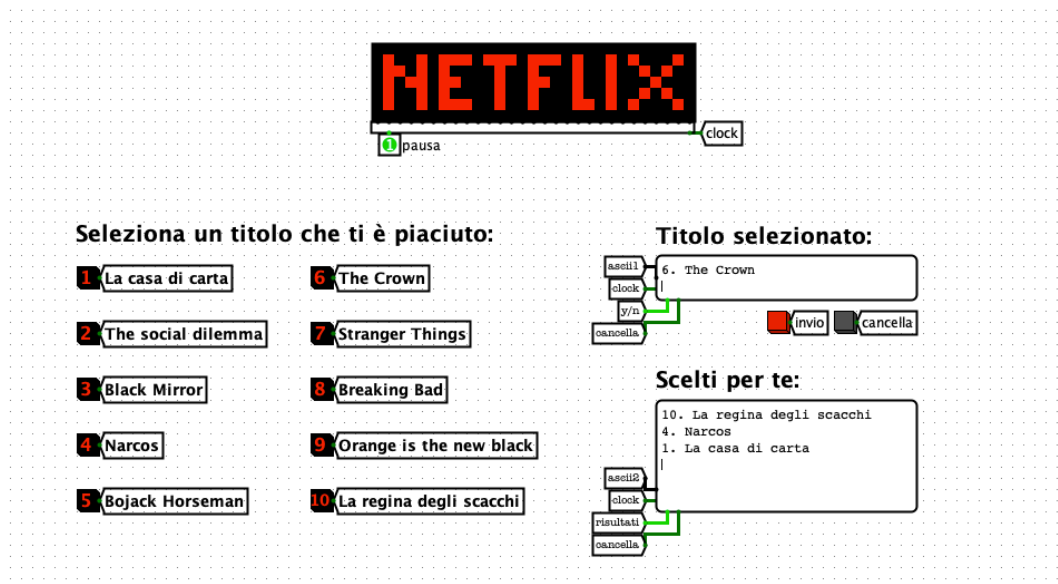 NETFLIX
clock
1 pausa
Seleziona un titolo che ti è piaciuto:
1 La casa di carta
2 The social dilemma
3 Black Mirror
4 Narcos
5 Bojack Horseman
6 The Crown
7 Stranger Things
8 Breaking Bad
9 Orange is the new black
10 La regina degli scacchi
Titolo selezionato:
ascii1
clock
y/n
cancella
6. The Crown
invio
cancella
Scelti per te:
10. La regina degli scacchi
4. Narcos
1. La casa di carta
ascii2
clock
risultati
cancella